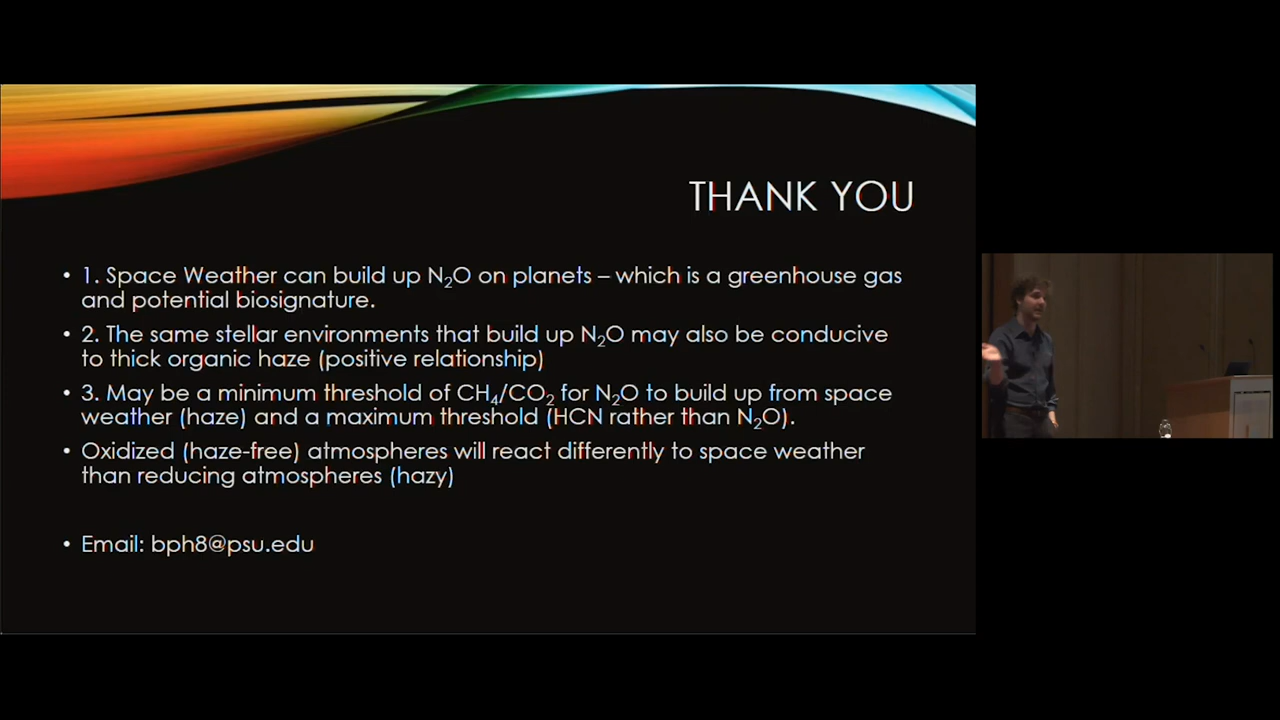 THANK YOU
• 1. Space Weather can build up N₂O on planets – which is a greenhouse gas
and potential biosignature.
• 2. The same stellar environments that build up N₂O may also be conducive
to thick organic haze (positive relationship)
• 3. May be a minimum threshold of CH₄/CO₂ for N₂O to build up from space
weather (haze) and a maximum threshold (HCN rather than N₂O).
• Oxidized (haze-free) atmospheres will react differently to space weather
than reducing atmospheres (hazy)
• Email: bph8@psu.edu